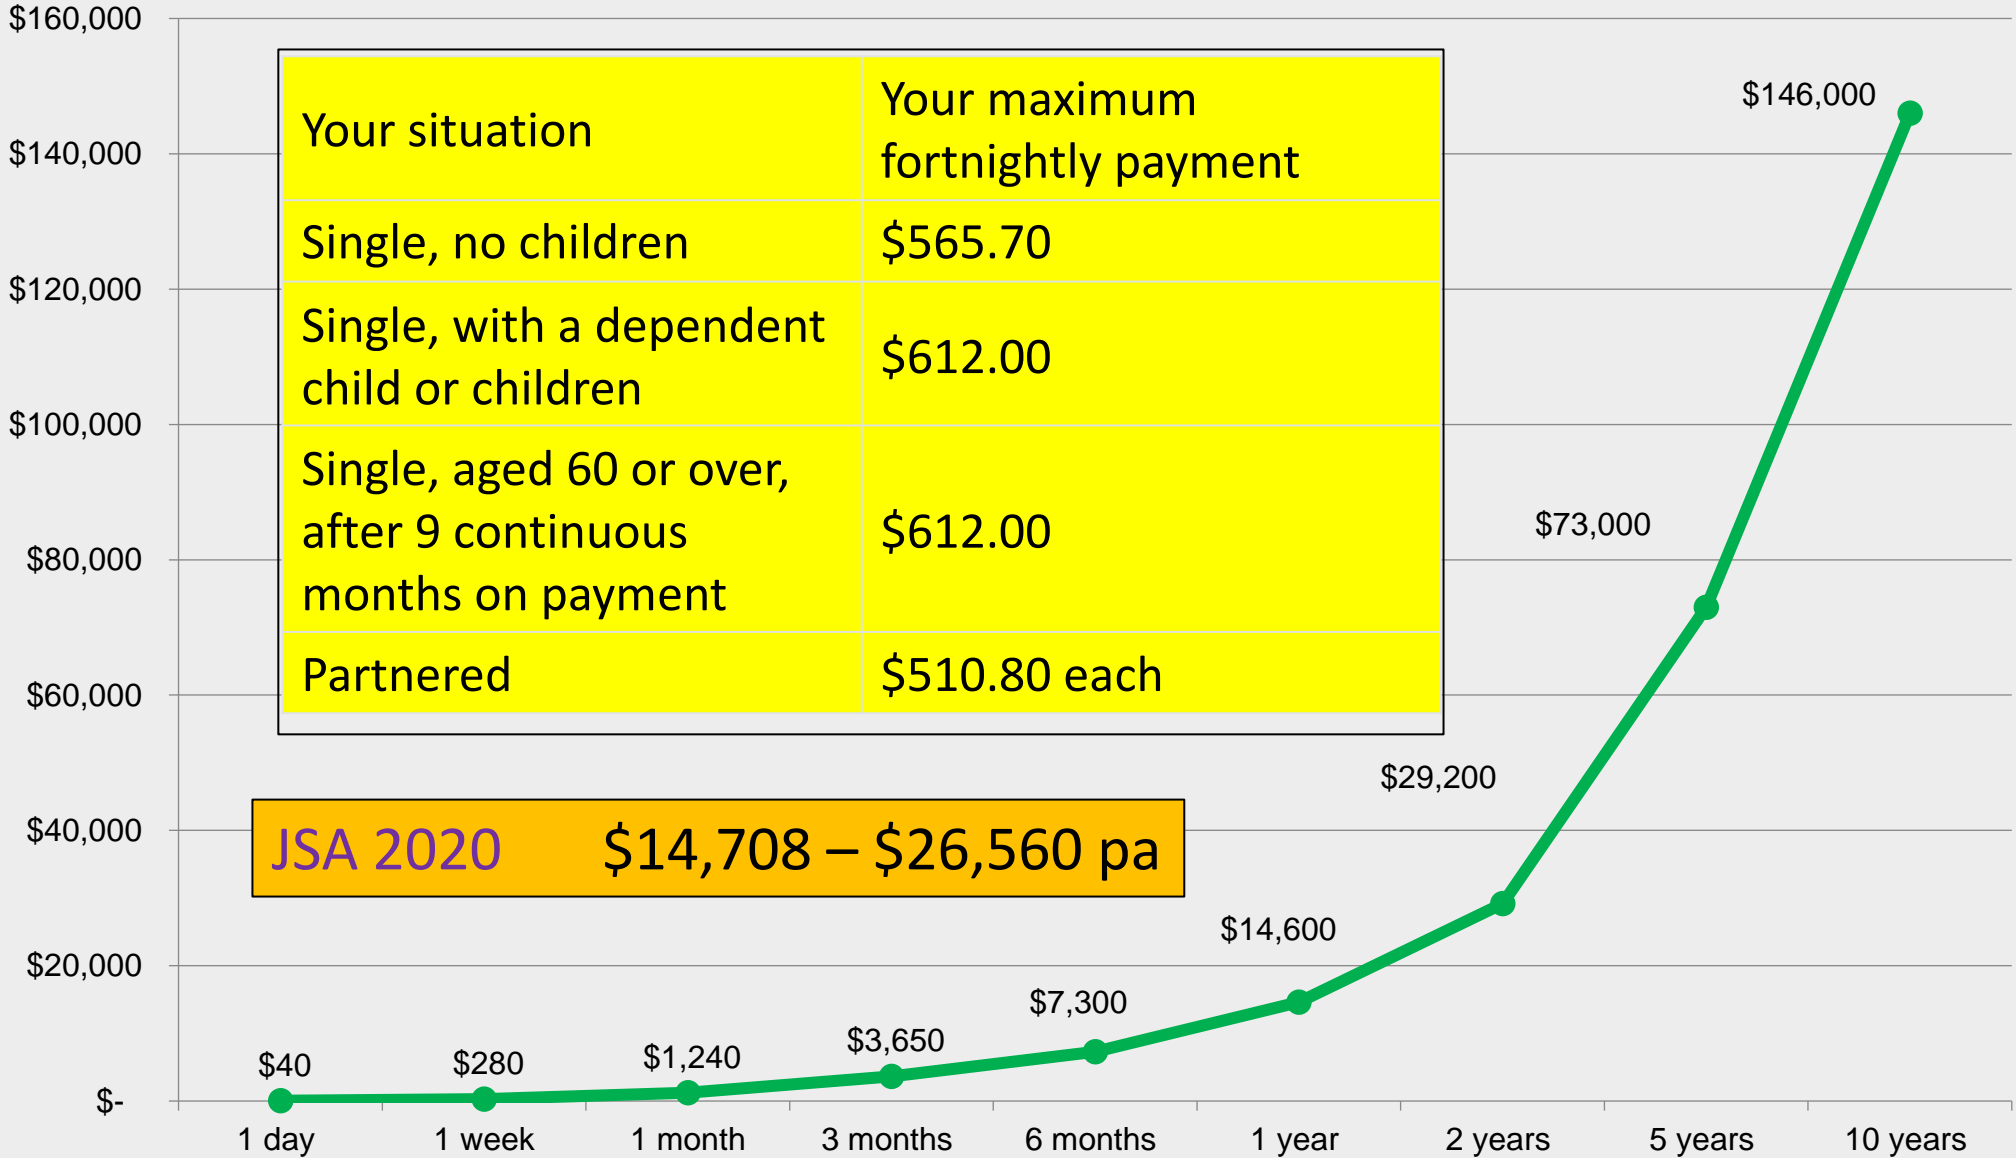 $160,000
$140,000
$120,000
$100,000
$80,000
$60,000
$40,000
$20,000
$-
Your situation
Your maximum
fortnightly payment
Single, no children
$565.70
Single, with a dependent
child or children
$612.00
Single, aged 60 or over,
after 9 continuous
months on payment
$612.00
Partnered
$510.80 each
JSA 2020 $14,708 – $26,560 pa
$40
$280
$1,240
$3,650
$7,300
$14,600
$29,200
$73,000
$146,000
1 day
1 week
1 month
3 months
6 months
1 year
2 years
5 years
10 years